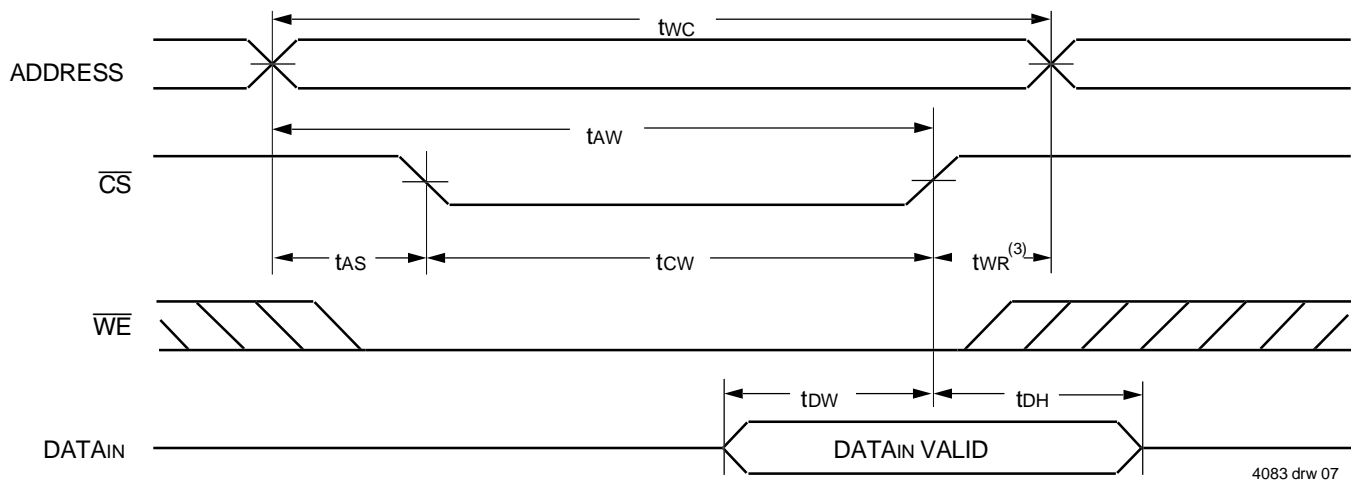 tWC
ADDRESS
tAW
CS
tAS
tCW
tWR(3)
WE
tDW
tDH
DATAIN
DATAIN VALID
4083 drw 07